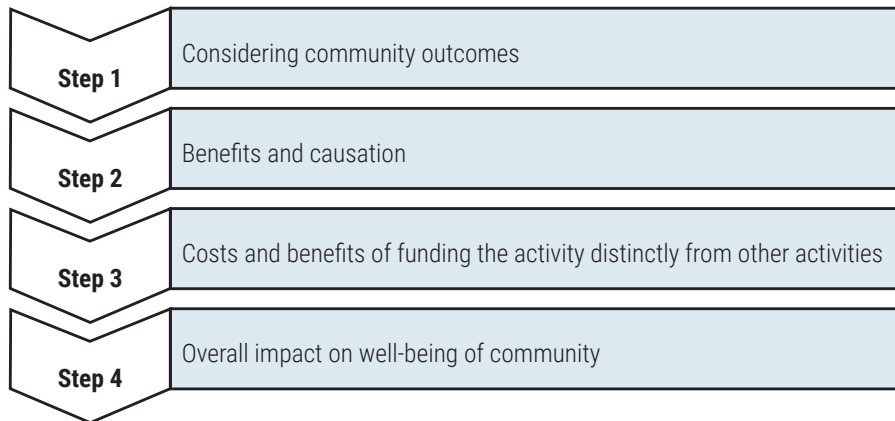 Step 1
Considering community outcomes
Step 2
Benefits and causation
Step 3
Costs and benefits of funding the activity distinctly from other activities
Step 4
Overall impact on well-being of community